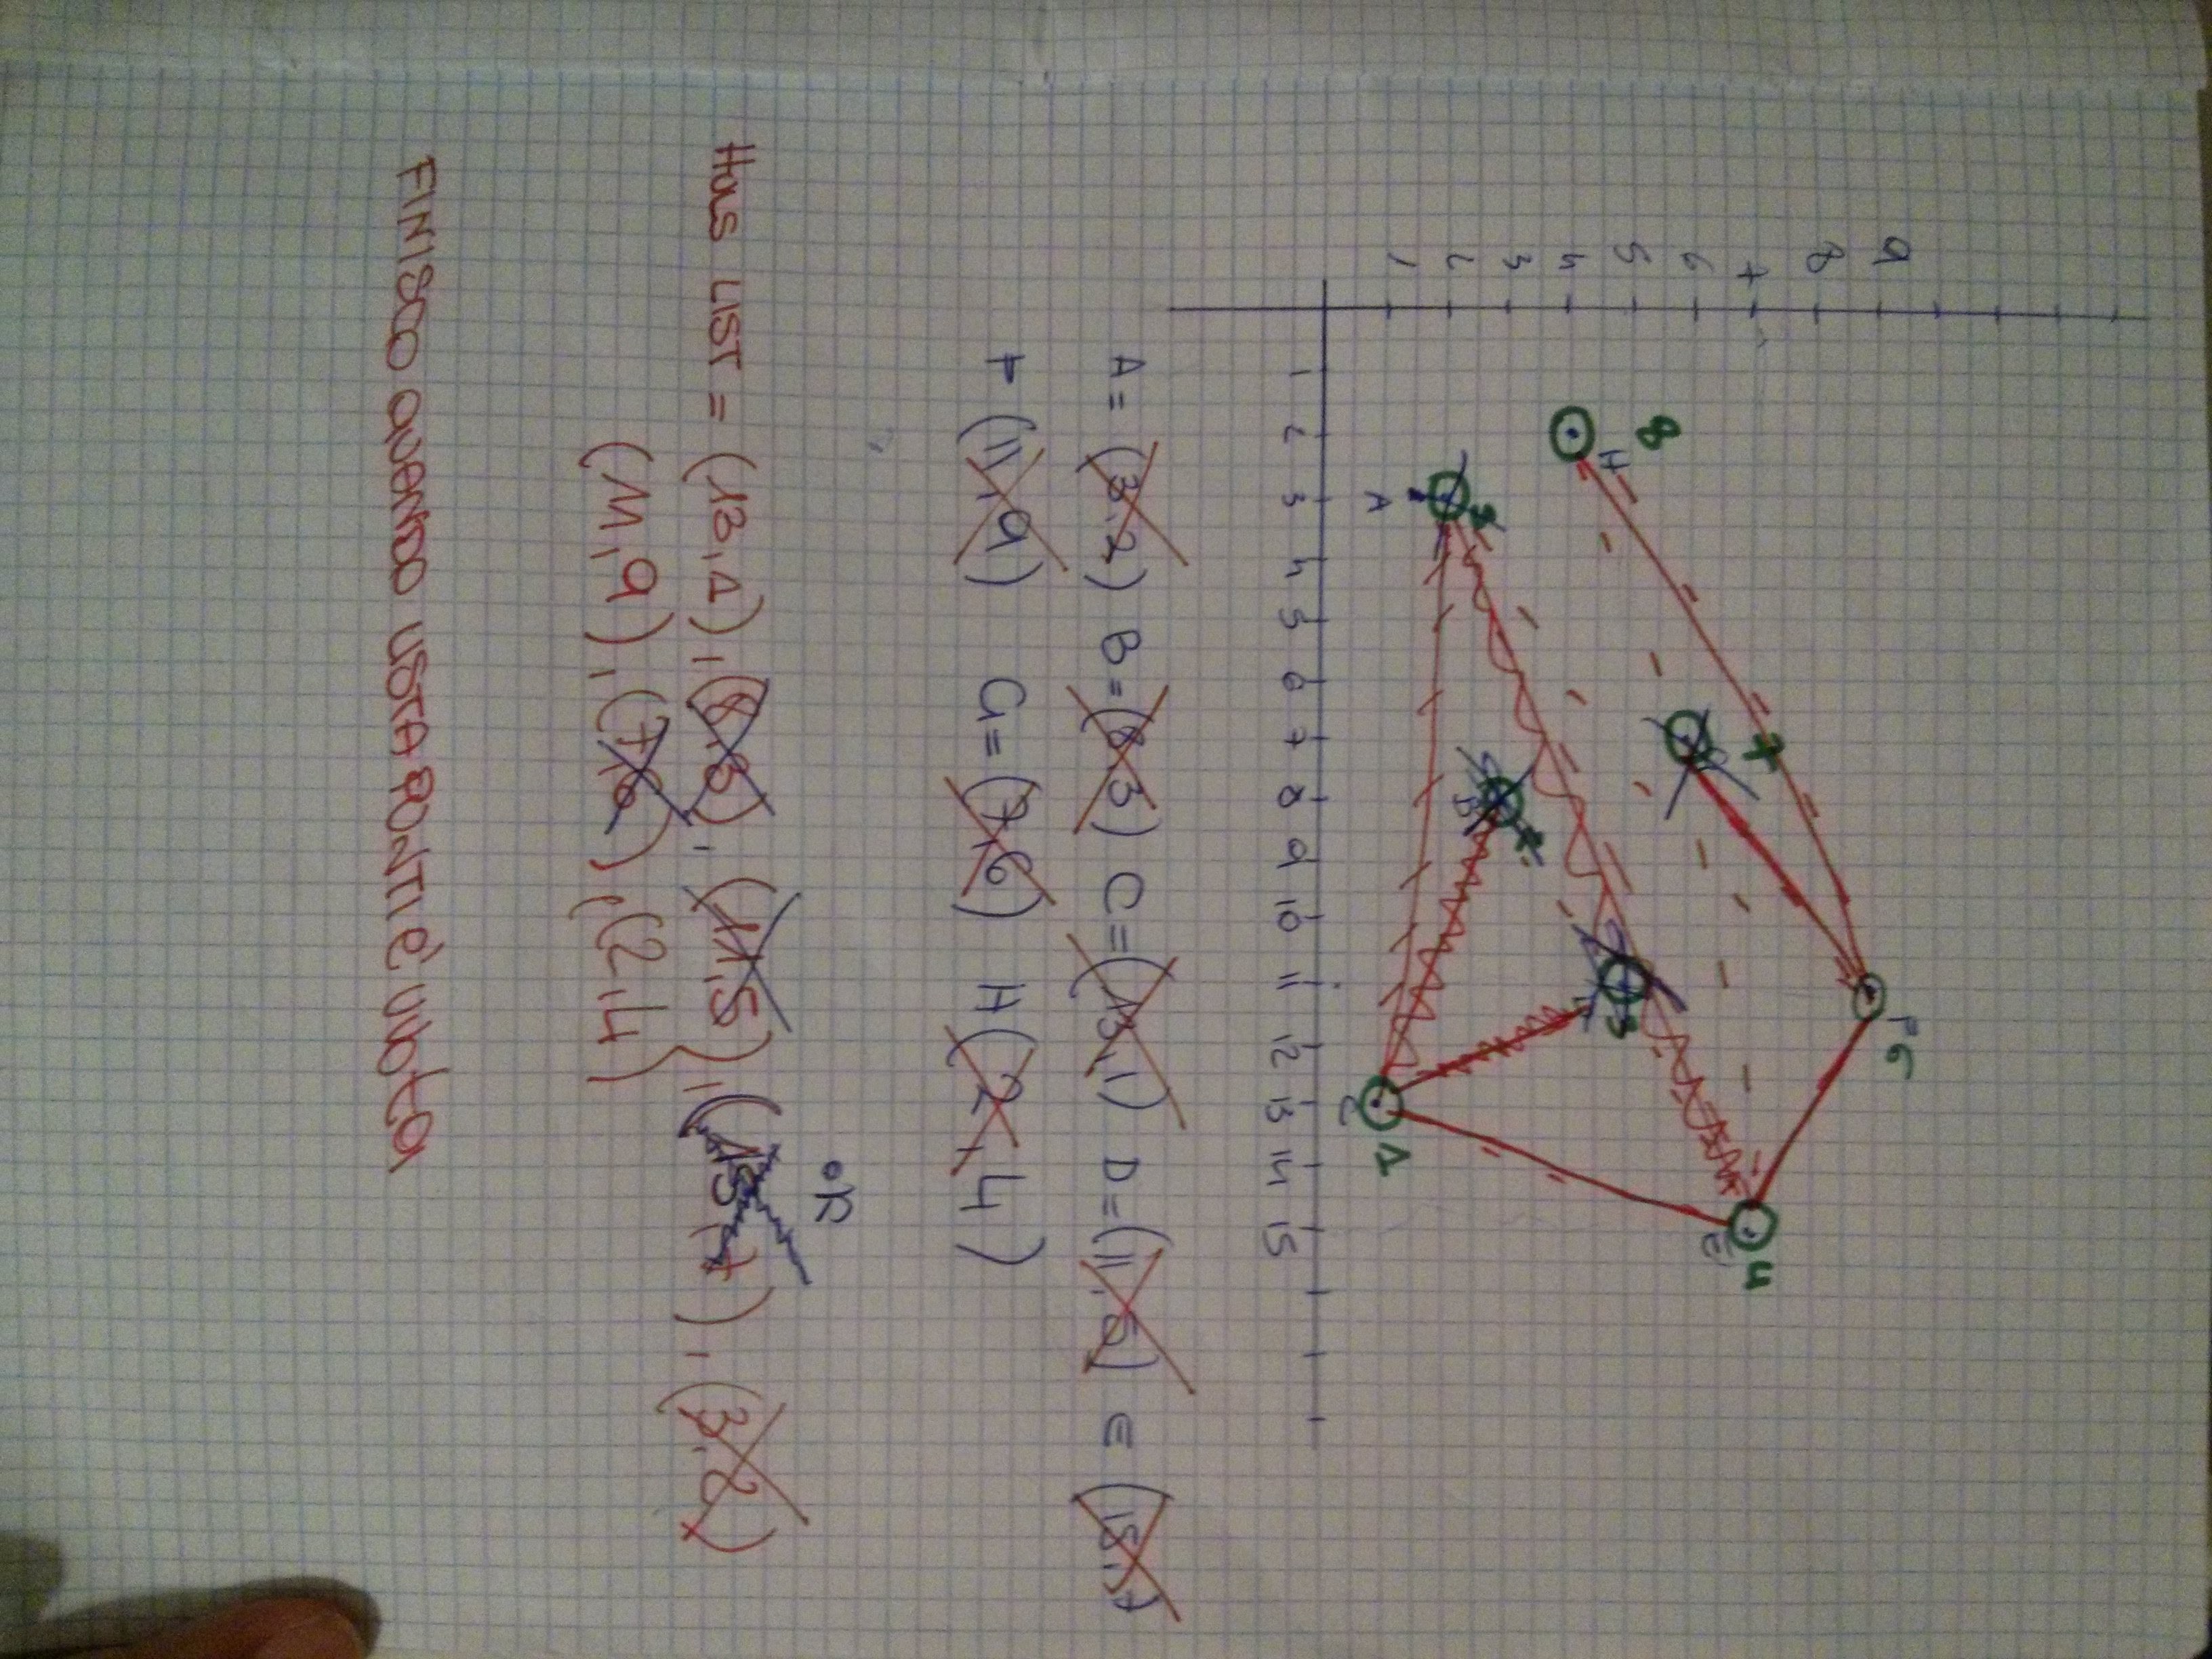 F 6
9
8
7
7
G
4
E
6
8
5
H
3
4
3
2
B
2
1
1
A
C
1 2 3 4 5 6 7 8 9 10 11 12 13 14 15
A = (3,2) B = (8,3) C = (13,1) D = (11,5) E (15,7)
F (11,9) G = (7,6) H (2,4)
OK
LIST = (13,1), (8,3), (11,5), (15,7), (3,2)
(11,9), (7,6), (2,4)
FINISCO QUANDO LISTA PUNTI E' vuota